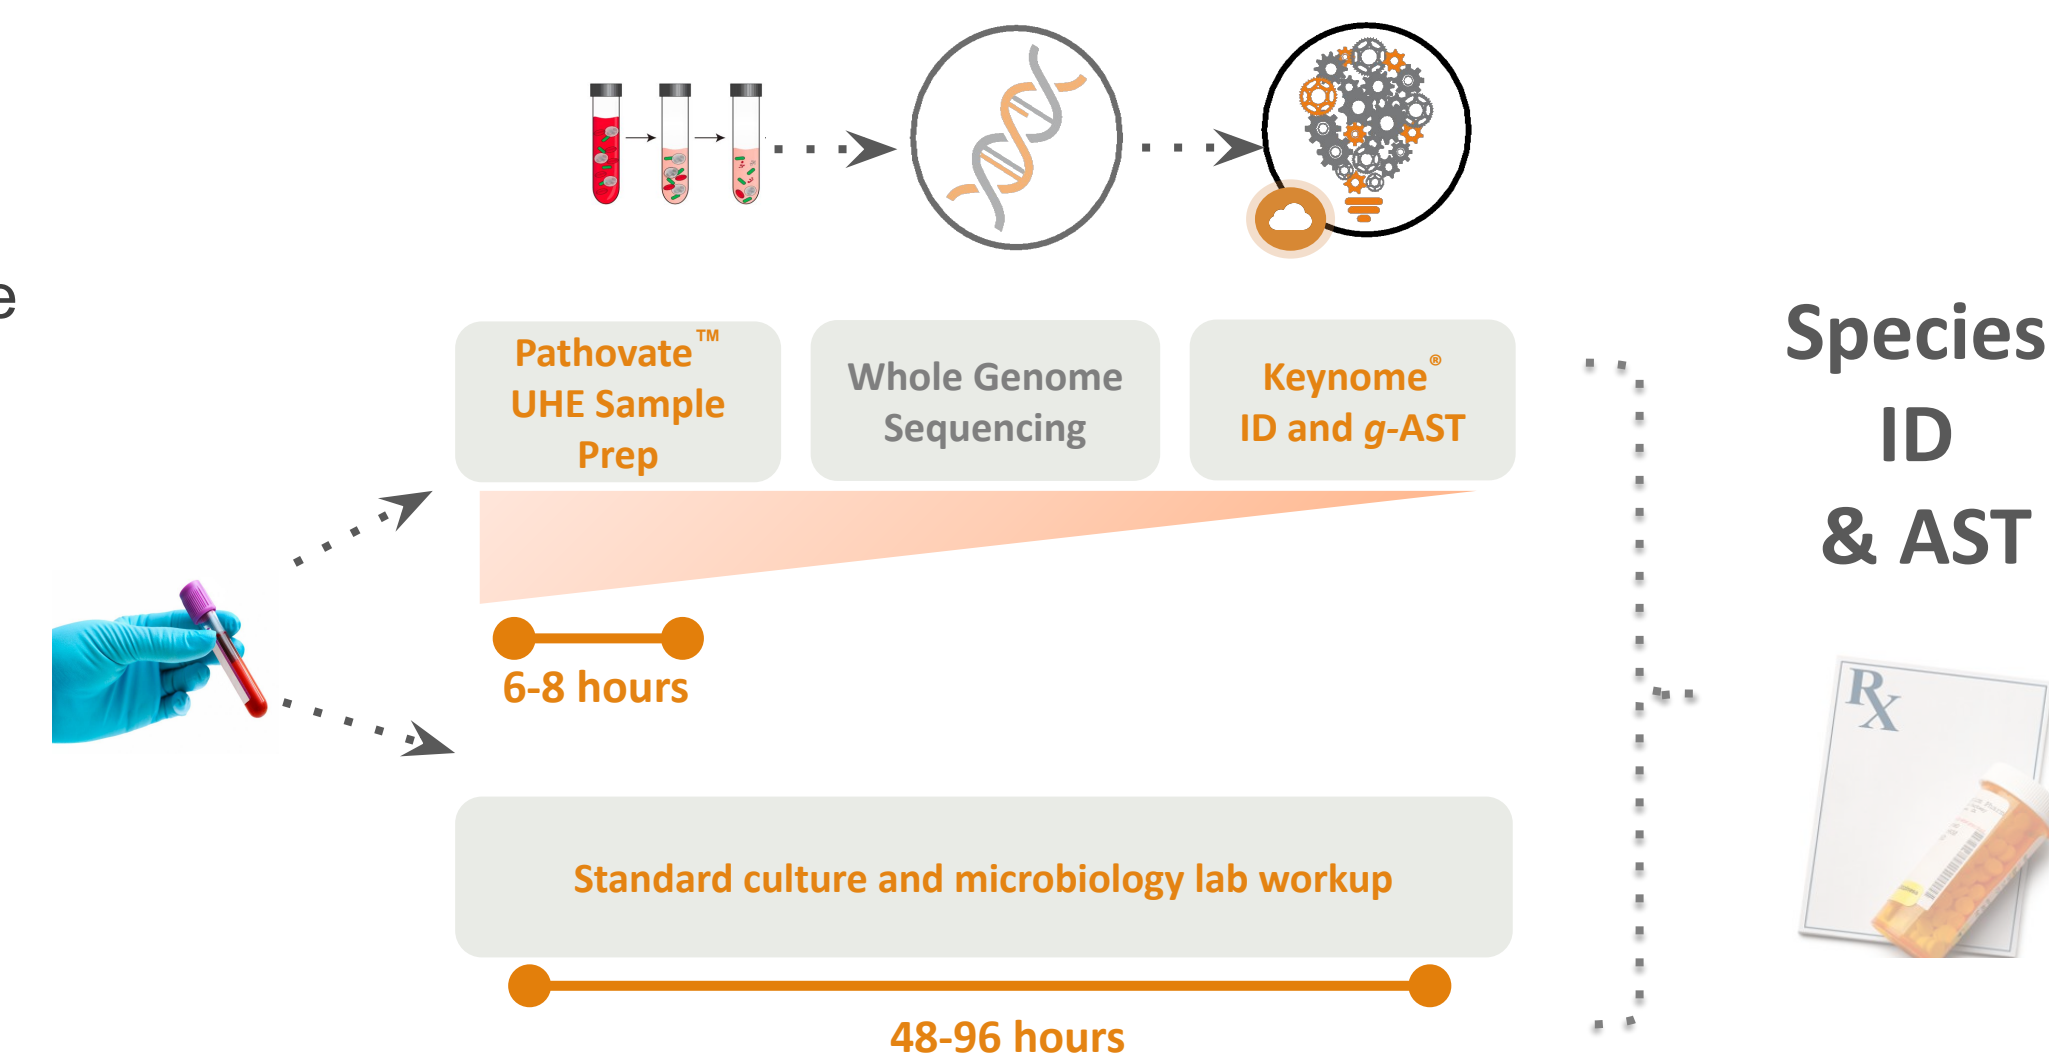 e
Pathovate™
UHE Sample
Prep
Whole Genome
Sequencing
Keynome®
ID and g-AST
Species
ID
& AST
6-8 hours
Rx
Standard culture and microbiology lab workup
48-96 hours